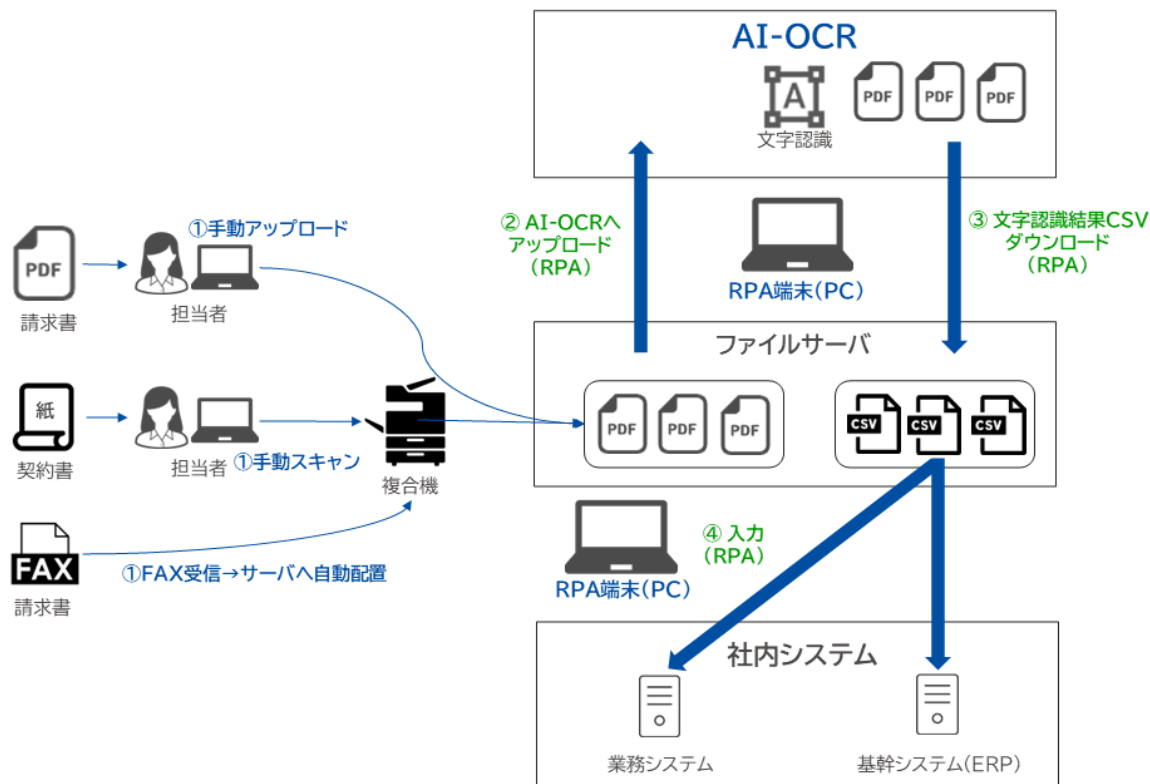 AI-OCR
A
PDF
PDF
PDF
文字認識
①手動アップロード
PDF
請求書
担当者
② AI-OCRへ
アップロード
(RPA)
③ 文字認識結果CSV
ダウンロード
(RPA)
RPA端末(PC)
ファイルサーバ
PDF
PDF
PDF
CSV
CSV
CSV
紙
契約書
担当者
①手動スキャン
複合機
FAX
請求書
①FAX受信→サーバへ自動配置
RPA端末(PC)
④ 入力
(RPA)
社内システム
業務システム
基幹システム(ERP)